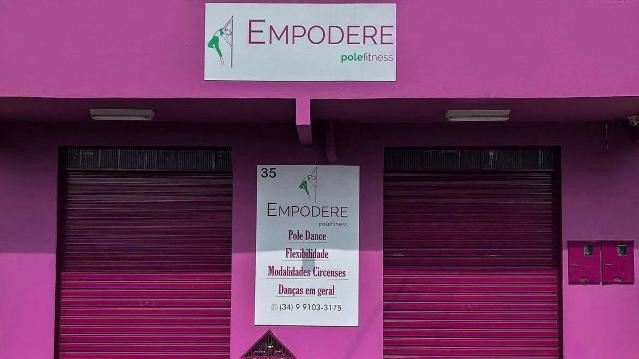 EMPODERE
polefitness
35
EMPODERE
polefitness
Pole Dance
Flexibilidade
Modalidades Circenses
Danças em geral
(34) 9 9103-3175